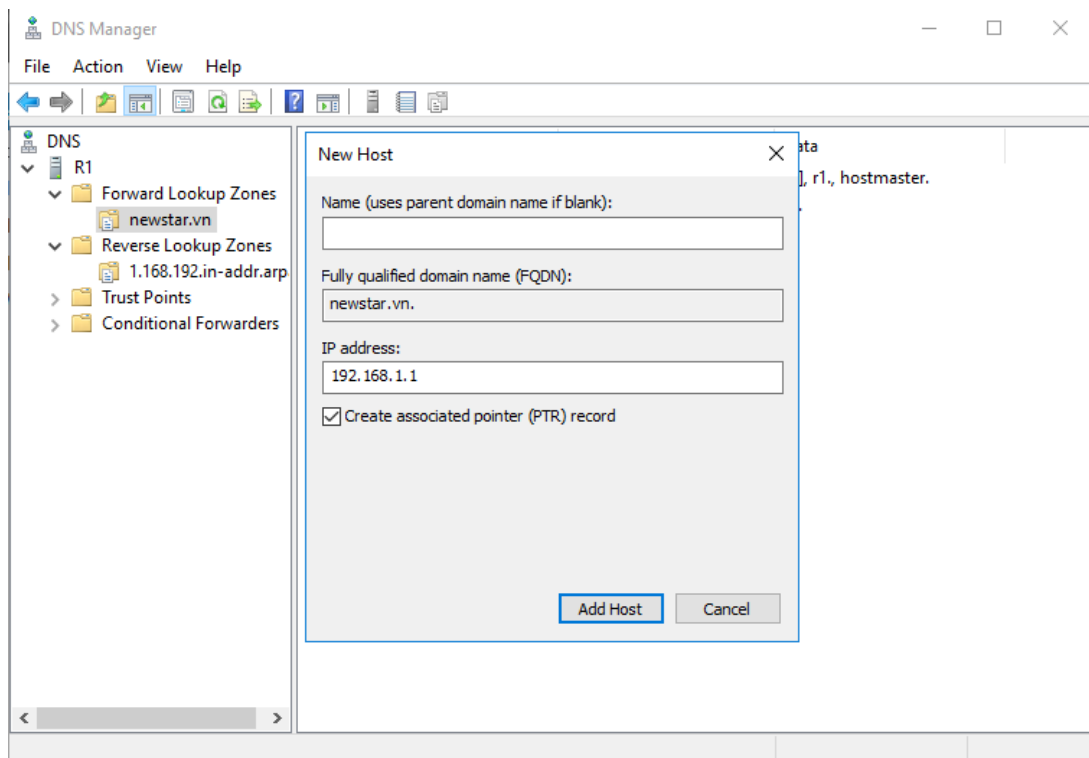 DNS Manager
File Action View Help
DNS
R1
Forward Lookup Zones
newstar.vn
Reverse Lookup Zones
1.168.192.in-addr.arp
Trust Points
Conditional Forwarders
ata
], r1., hostmaster.
.
New Host
Name (uses parent domain name if blank):
Fully qualified domain name (FQDN):
newstar.vn.
IP address:
192.168.1.1
Create associated pointer (PTR) record
Add Host Cancel